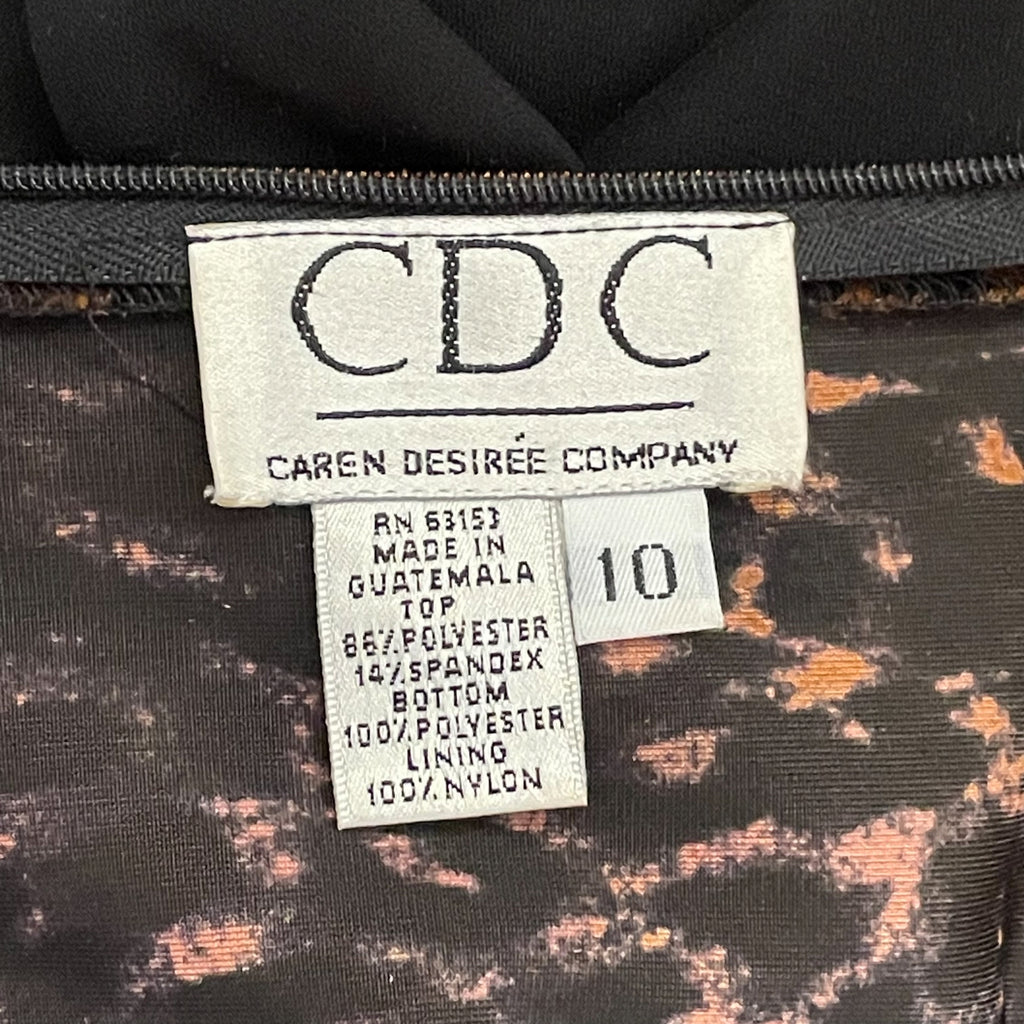 CDC
CAREN DESIRÉE COMPANY
RN 63153
MADE IN
GUATEMALA
TOP
86% POLYESTER
14% SPANDEX
BOTTOM
100% POLYESTER
LINING
100% NYLON
10